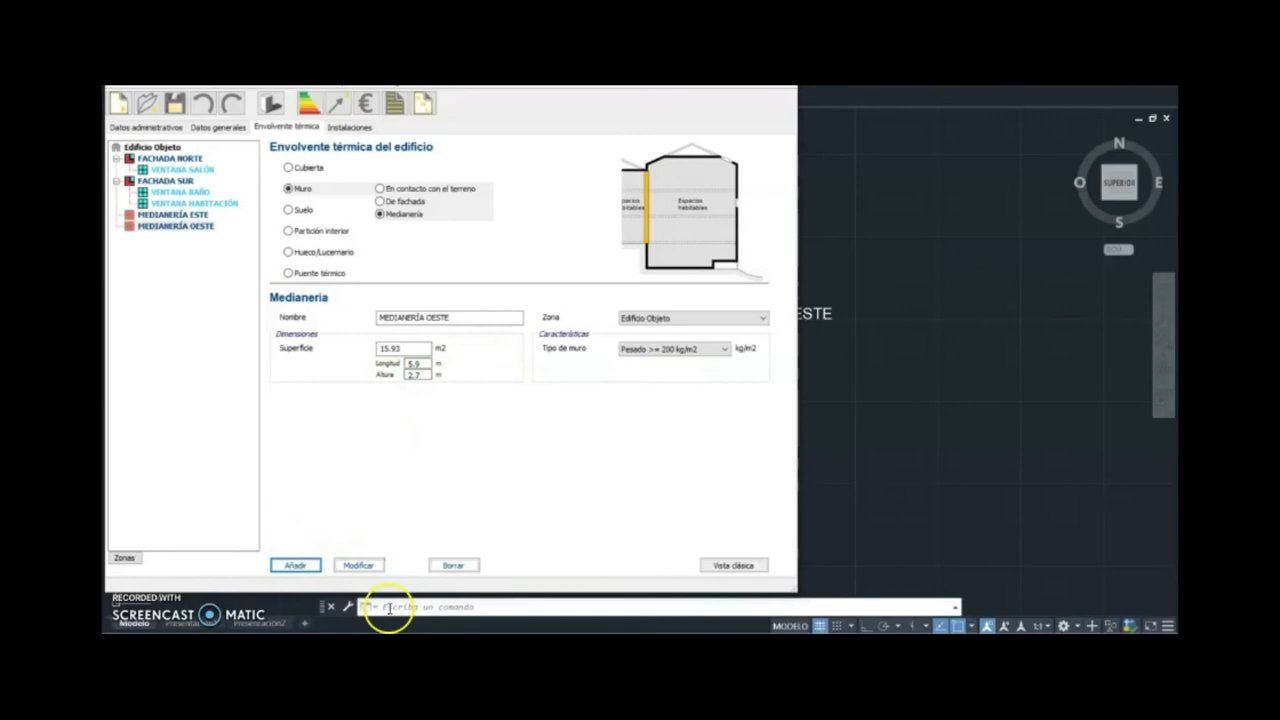 Datos administrativos Datos generales Envolvente térmica Instalaciones
Edificio Objeto
FACHADA NORTE
VENTANA SALÓN
FACHADA SUR
VENTANA BAÑO
VENTANA HABITACIÓN
MEDIANERÍA ESTE
MEDIANERÍA OESTE
Zonas
Envolvente térmica del edificio
Cubierta
Muro
Suelo
Partición interior
Hueco/Lucernario
Puente térmico
En contacto con el terreno
De fachada
Medianería
Espacios
habitables
Medianería
Nombre MEDIANERÍA OESTE Zona Edificio Objeto
Dimensiones Características
Superficie 15.93 m2 Tipo de muro Pesado >= 200 kg/m2 kg/m2
Longitud 5.9 m
Altura 2.7 m
Añadir Modificar Borrar Vista clásica
N
O SUPERIOR E
S
ESTE
Escriba un comando
RECORDED WITH
SCREENCAST MATIC
Modelo Presentación2 +
MODELO 1:1